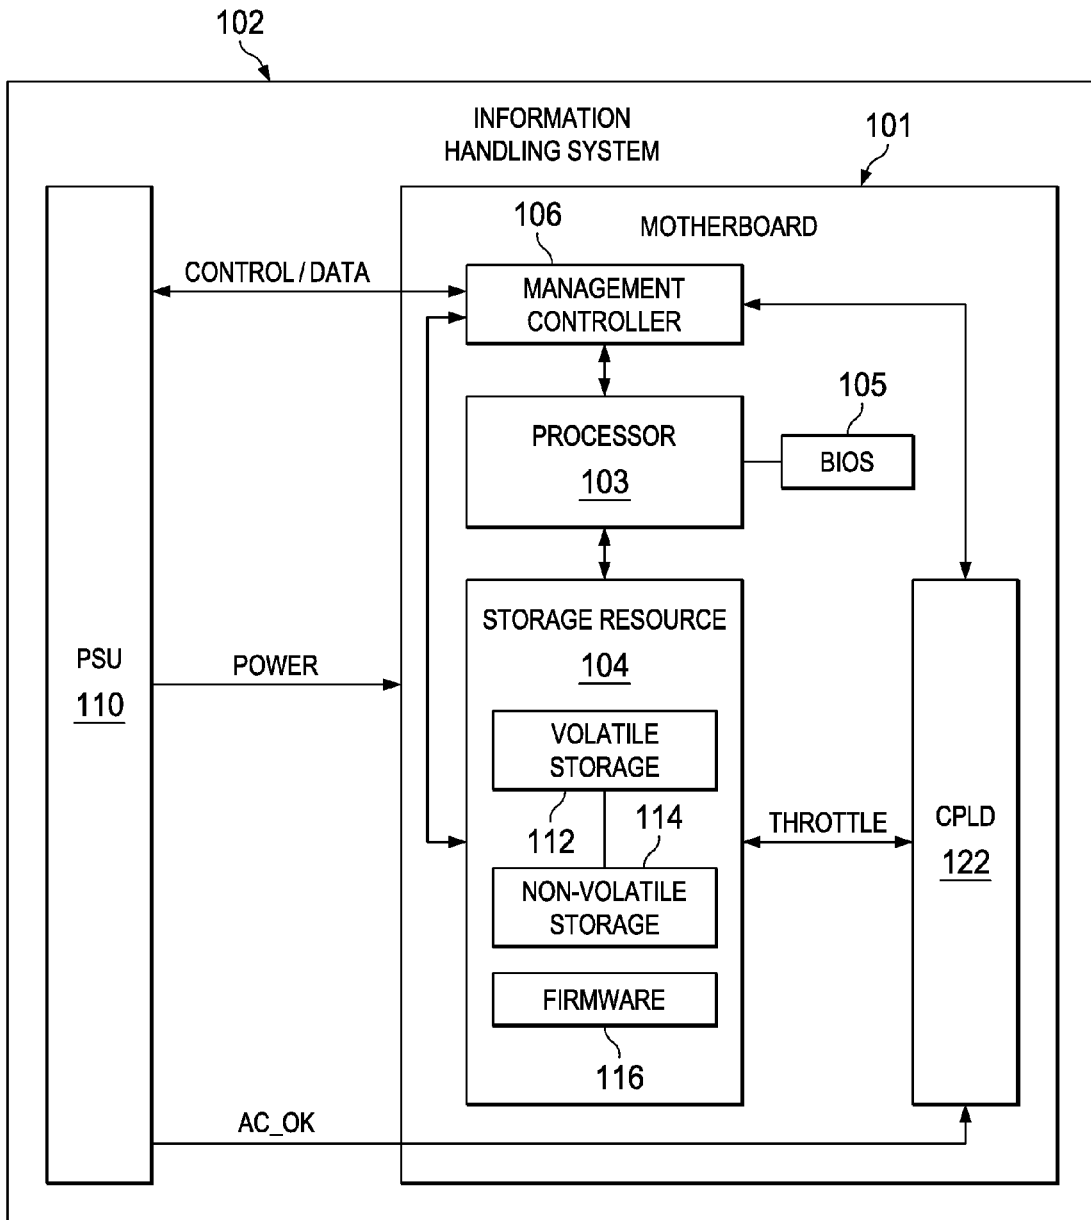 102
INFORMATION
HANDLING SYSTEM
101
106
MOTHERBOARD
CONTROL / DATA
MANAGEMENT
CONTROLLER
105
PROCESSOR
103
BIOS
STORAGE RESOURCE
104
PSU
110
POWER
VOLATILE
STORAGE
112
114
THROTTLE
CPLD
122
NON-VOLATILE
STORAGE
FIRMWARE
116
AC_OK